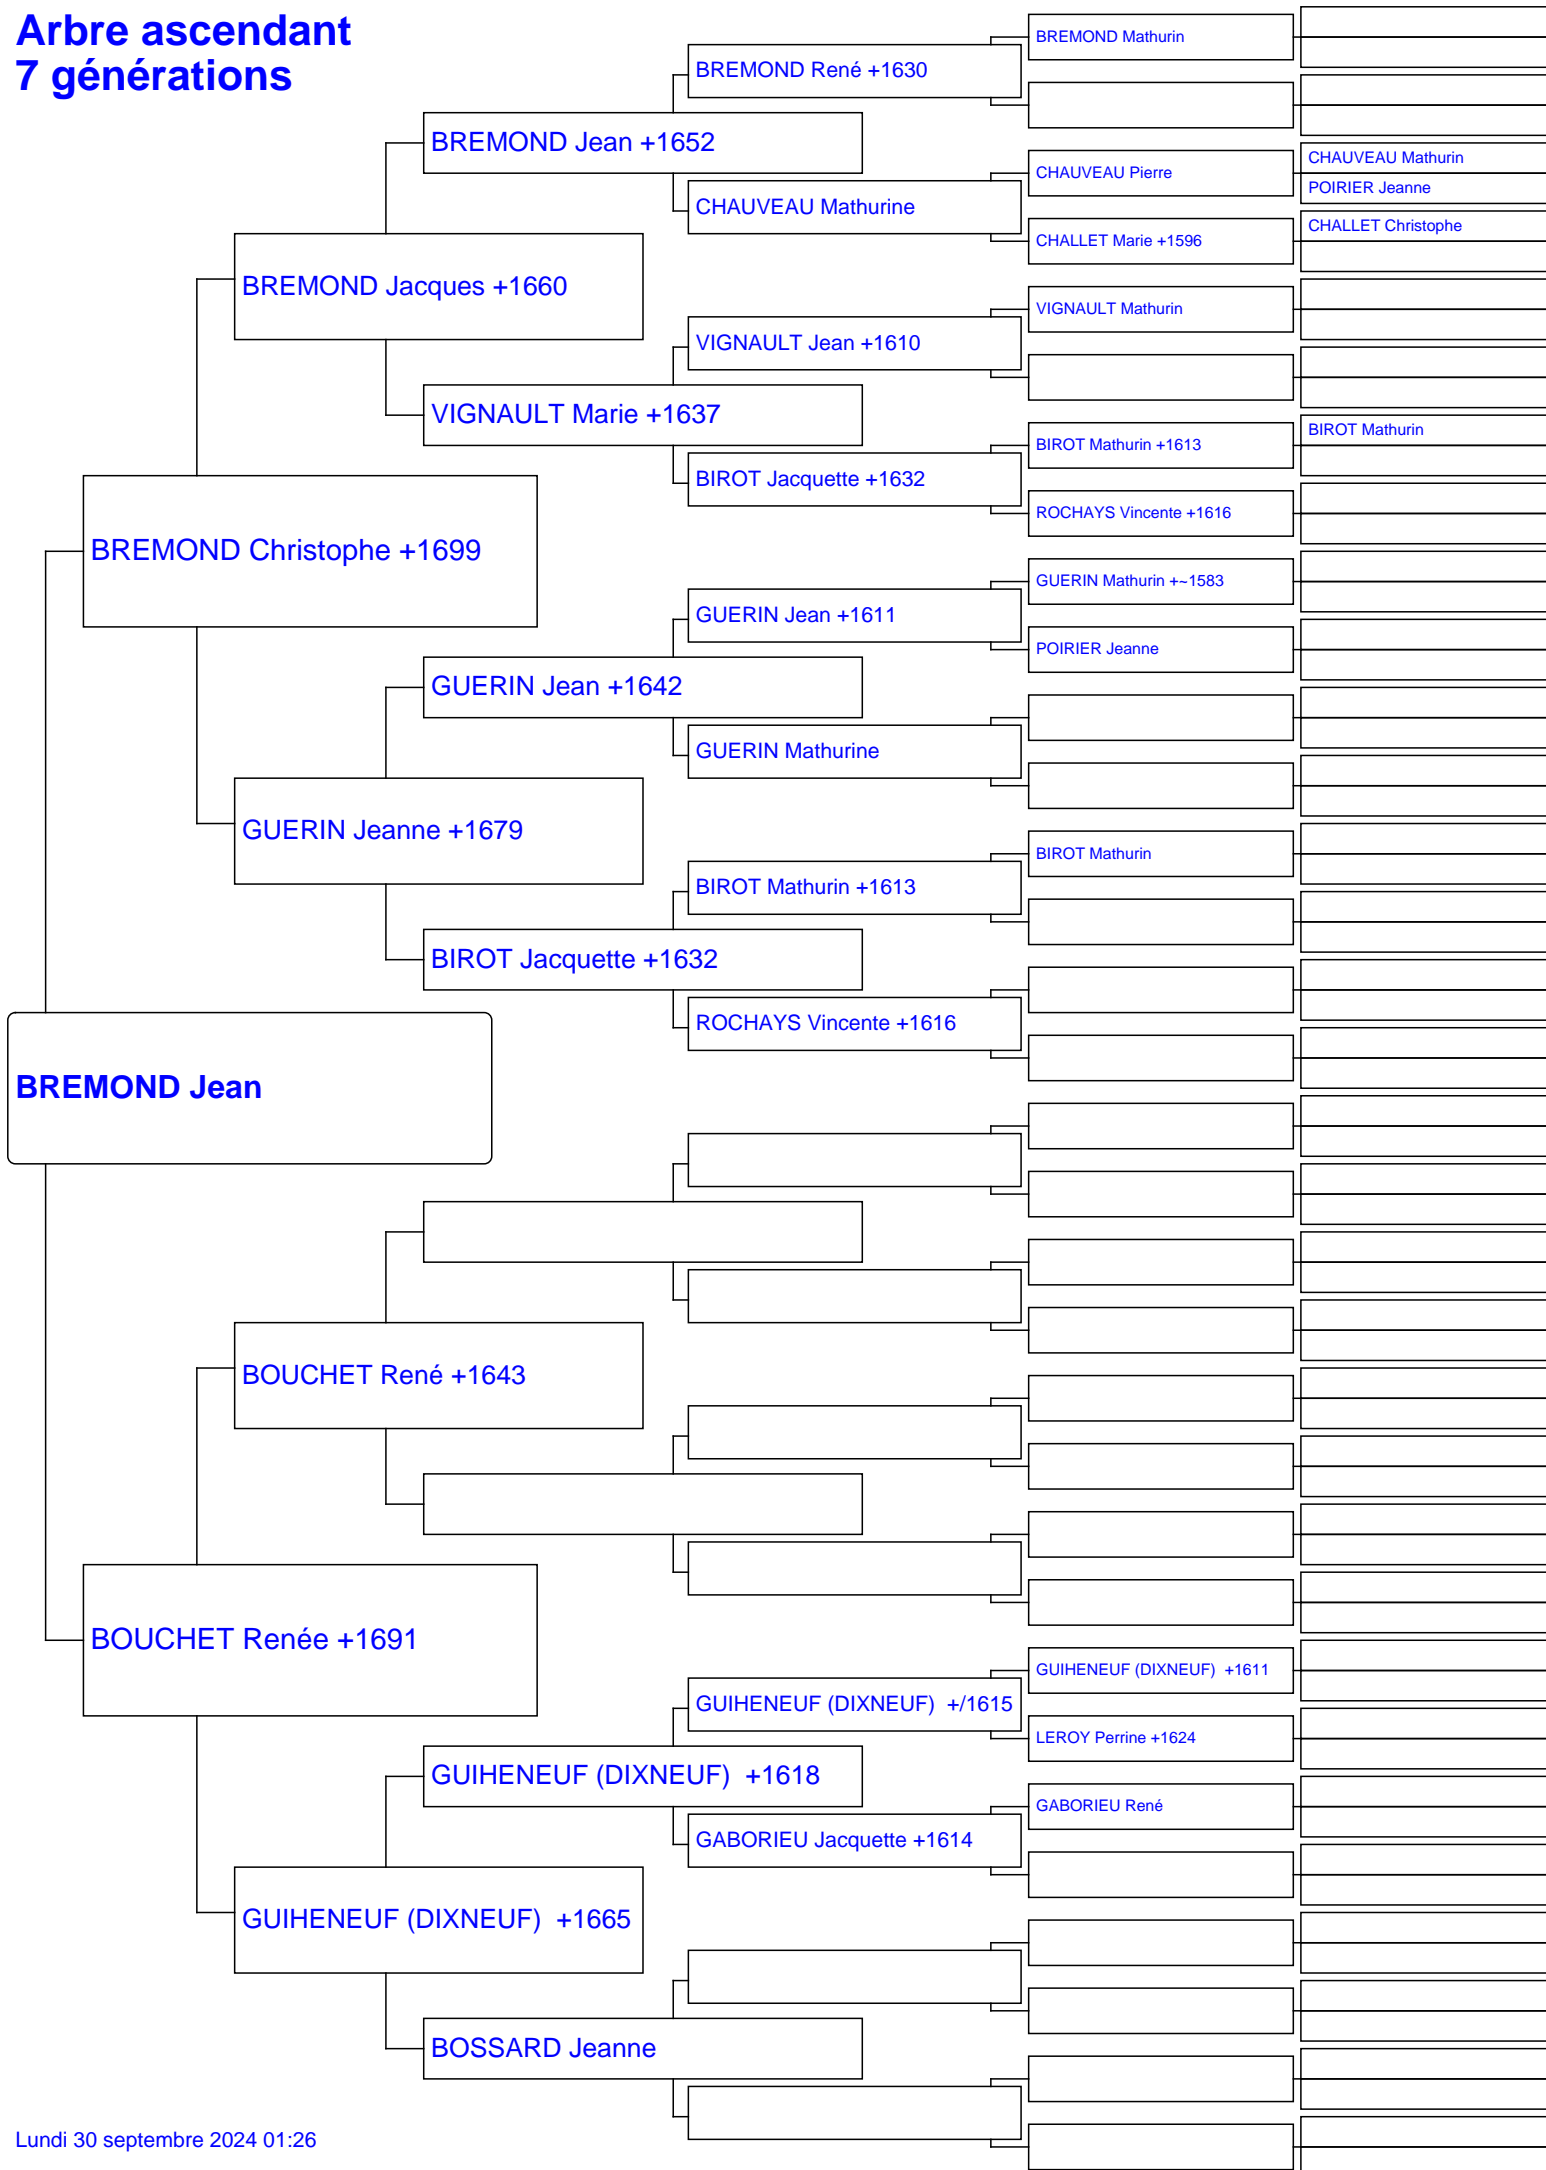 Arbre ascendant
7 générations
BREMOND Mathurin
BREMOND René +1630
BREMOND Jean +1652
CHAUVEAU Mathurin
CHAUVEAU Pierre
POIRIER Jeanne
CHAUVEAU Mathurine
CHALLET Christophe
CHALLET Marie +1596
BREMOND Jacques +1660
VIGNAULT Mathurin
VIGNAULT Jean +1610
VIGNAULT Marie +1637
BIROT Mathurin
BIROT Mathurin +1613
BIROT Jacquette +1632
ROCHAYS Vincente +1616
BREMOND Christophe +1699
GUERIN Mathurin +~1583
GUERIN Jean +1611
POIRIER Jeanne
GUERIN Jean +1642
GUERIN Mathurine
GUERIN Jeanne +1679
BIROT Mathurin
BIROT Mathurin +1613
BIROT Jacquette +1632
ROCHAYS Vincente +1616
BREMOND Jean
BOUCHET René +1643
BOUCHET Renée +1691
GUIHENEUF (DIXNEUF)  +1611
GUIHENEUF (DIXNEUF)  +/1615
LEROY Perrine +1624
GUIHENEUF (DIXNEUF)  +1618
GABORIEU René
GABORIEU Jacquette +1614
GUIHENEUF (DIXNEUF)  +1665
BOSSARD Jeanne
Lundi 30 septembre 2024 01:26